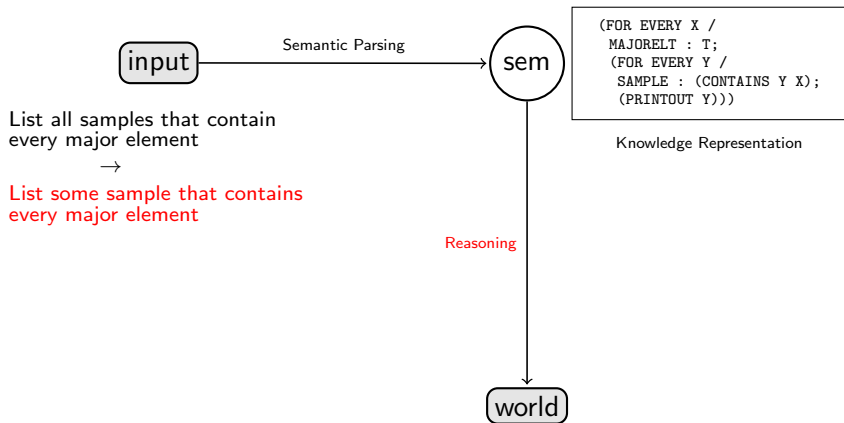 input
Semantic Parsing
sem
(FOR EVERY X /
MAJORELT : T;
(FOR EVERY Y /
SAMPLE : (CONTAINS Y X);
(PRINTOUT Y)))
Knowledge Representation
List all samples that contain
every major element
→
List some sample that contains
every major element
Reasoning
world